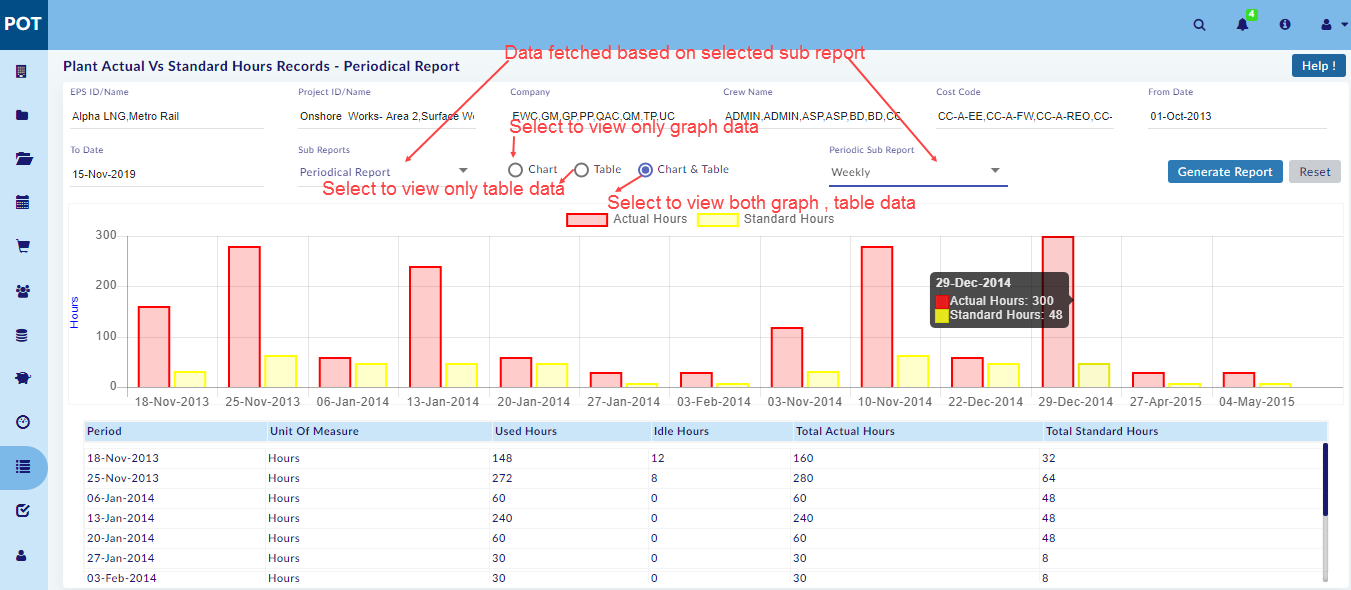 POT
4
Data fetched based on selected sub report
Plant Actual Vs Standard Hours Records - Periodical Report
Help !
EPS ID/Name Project ID/Name Company Crew Name Cost Code From Date
Alpha LNG,Metro Rail Onshore Works- Area 2,Surface Wo EWC,GM,GP,PP,QAC,QM,TP,UC ADMIN,ADMIN,ASP,ASP,BD,BD,CC CC-A-EE,CC-A-FW,CC-A-REO,CC- 01-Oct-2013
Select to view only graph data
To Date Sub Reports Periodic Sub Report
15-Nov-2019 Periodical Report Chart Table Chart & Table Weekly Generate Report Reset
Select to view only table data
Select to view both graph , table data
Actual Hours Standard Hours
300
200
100
0
Hours
29-Dec-2014
Actual Hours: 300
Standard Hours: 48
18-Nov-2013 25-Nov-2013 06-Jan-2014 13-Jan-2014 20-Jan-2014 27-Jan-2014 03-Feb-2014 03-Nov-2014 10-Nov-2014 22-Dec-2014 29-Dec-2014 27-Apr-2015 04-May-2015
Period Unit Of Measure Used Hours Idle Hours Total Actual Hours Total Standard Hours
18-Nov-2013 Hours 148 12 160 32
25-Nov-2013 Hours 272 8 280 64
06-Jan-2014 Hours 60 0 60 48
13-Jan-2014 Hours 240 0 240 48
20-Jan-2014 Hours 60 0 60 48
27-Jan-2014 Hours 30 0 30 8
03-Feb-2014 Hours 30 0 30 8